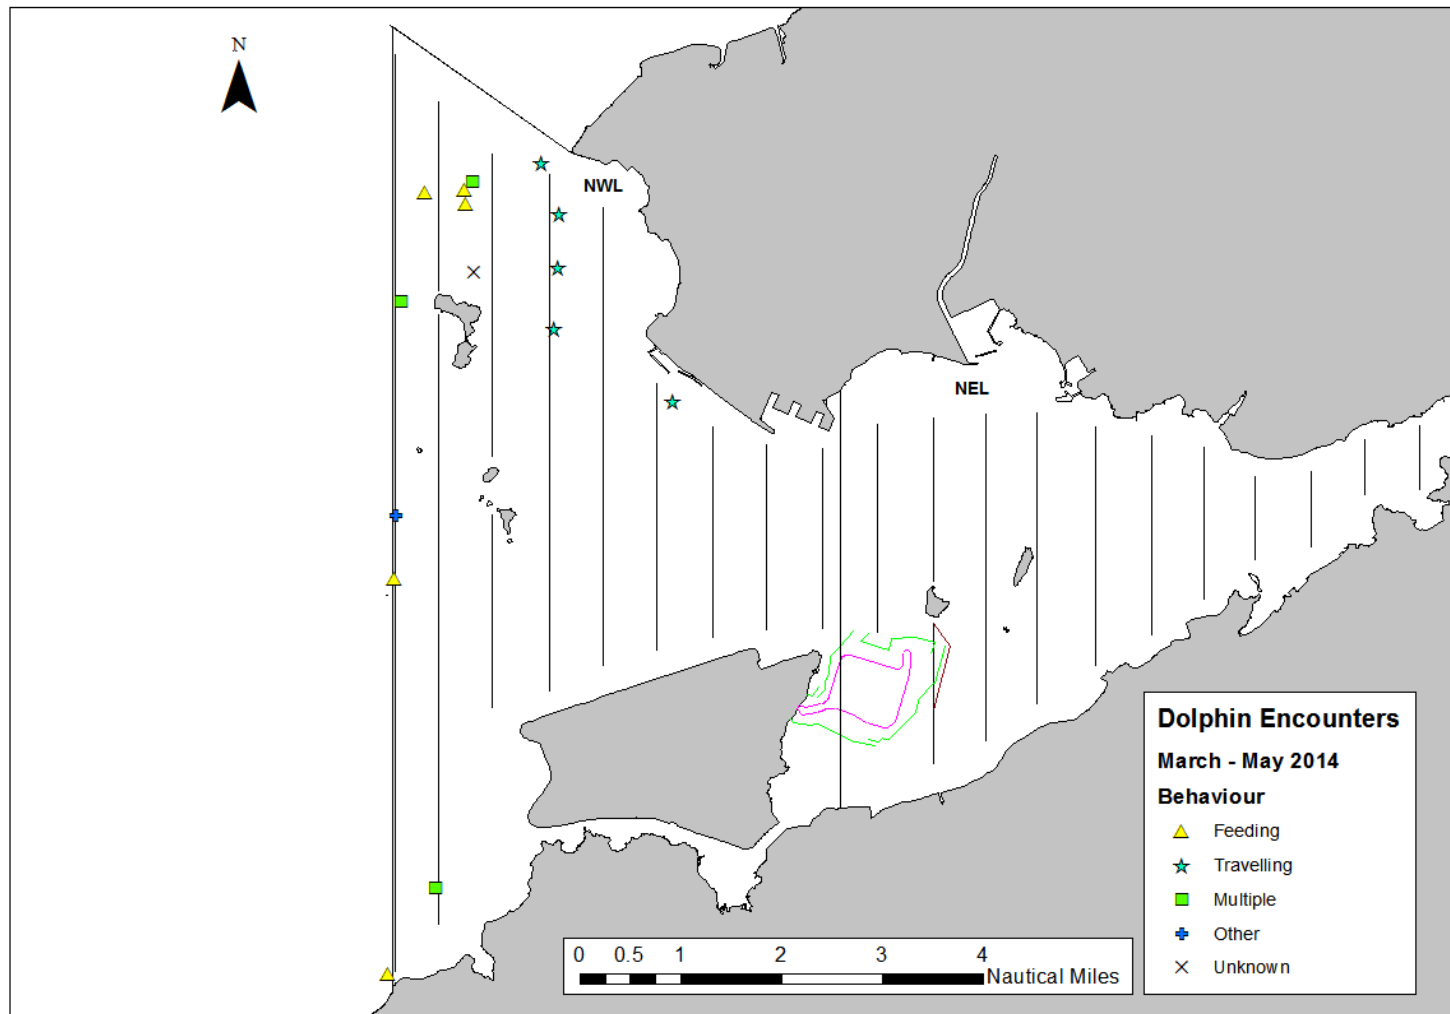 N
NWL
NEL
Dolphin Encounters
March - May 2014
Behaviour
Feeding
Travelling
Multiple
Other
Unknown
0 0.5 1 2 3 4
Nautical Miles